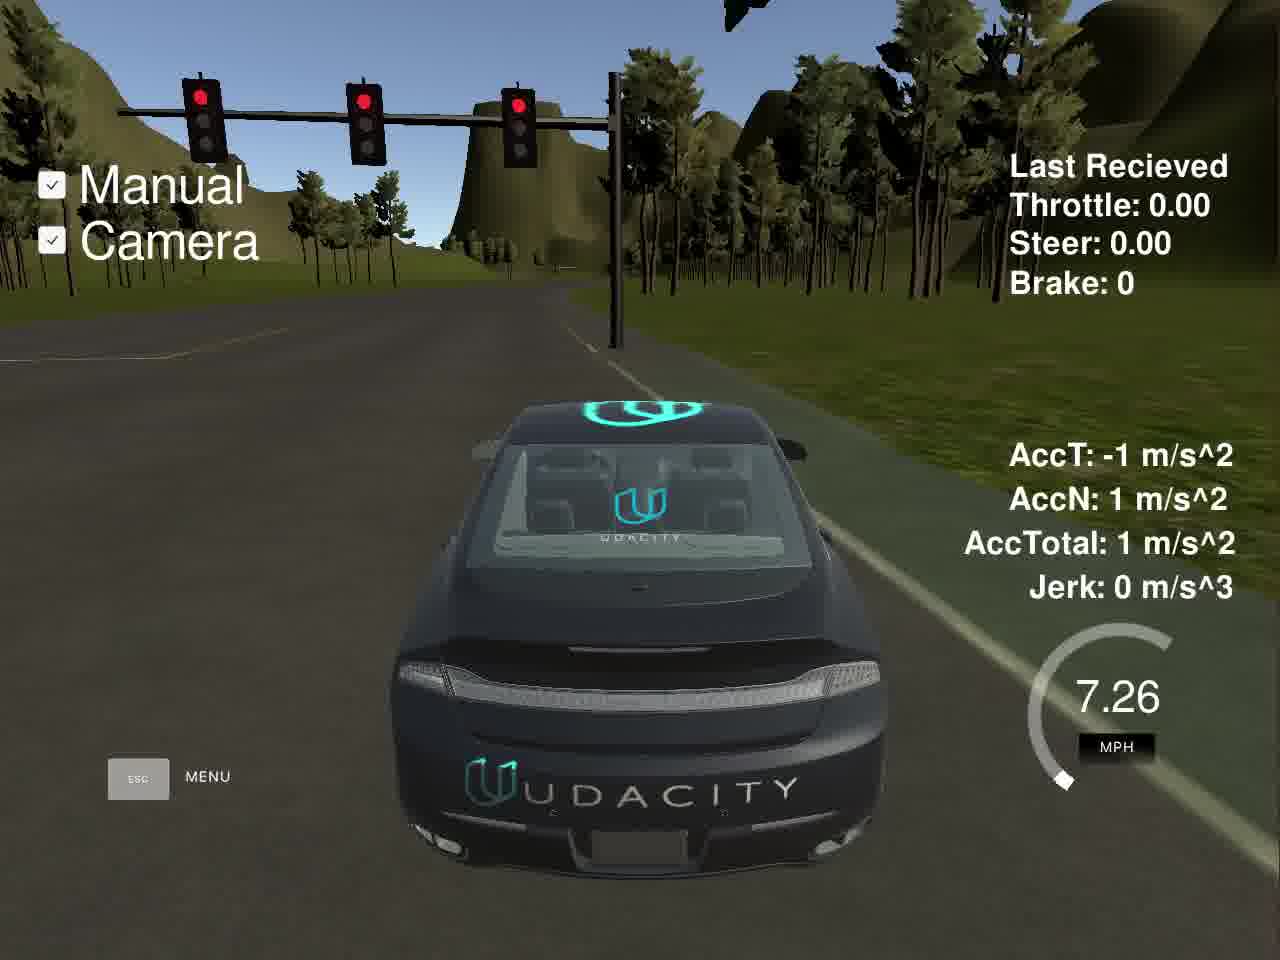 Manual
Camera
Last Recieved
Throttle: 0.00
Steer: 0.00
Brake: 0
AccT: -1 m/s^2
AccN: 1 m/s^2
AccTotal: 1 m/s^2
Jerk: 0 m/s^3
UDACITY
7.26
MPH
ESC MENU
UDACITY